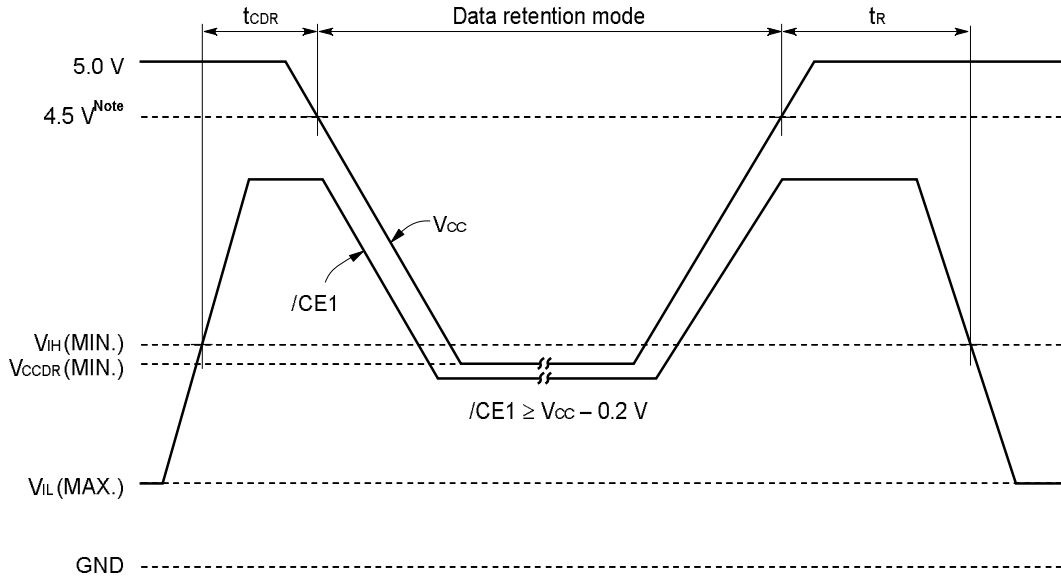 tCDR
Data retention mode
tR
5.0 V
4.5 V Note
VCC
/CE1
VIH (MIN.)
VCCDR (MIN.)
/CE1 ≥ VCC – 0.2 V
VIL (MAX.)
GND